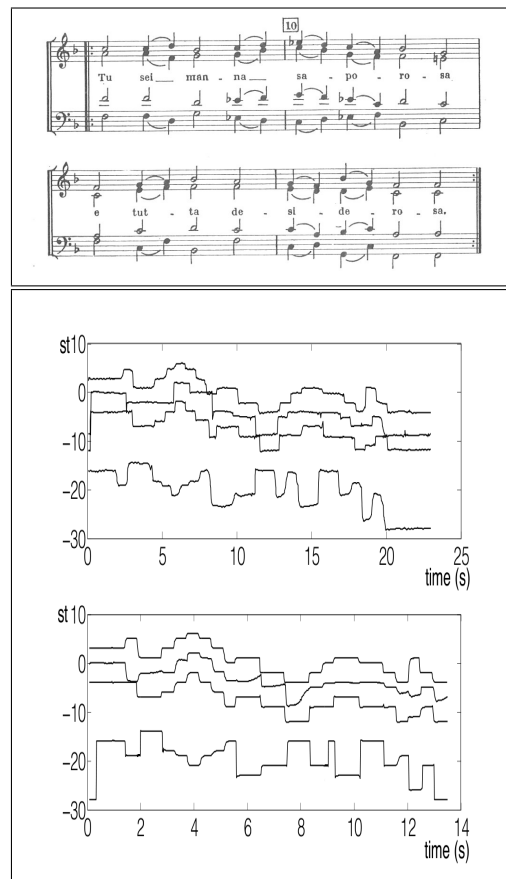 10
Tu sei man - na sa - po - ro - sa
e tut - ta de - si - de - ro - sa.
st10
0
-10
-20
-30
0 5 10 15 20 25
time (s)
st10
0
-10
-20
-30
0 2 4 6 8 10 12 14
time (s)